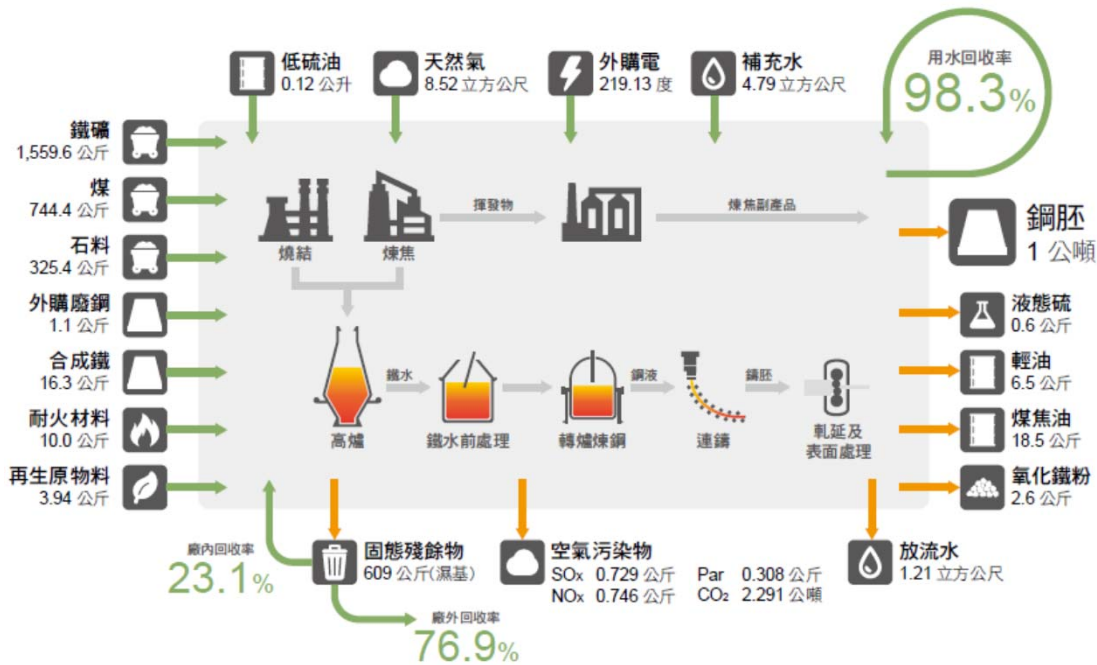 低硫油
0.12 公升
天然氣
8.52 立方公尺
外購電
219.13 度
補充水
4.79 立方公尺
用水回收率
98.3%
鐵礦
1,559.6 公斤
煤
744.4 公斤
石料
325.4 公斤
外購廢鋼
1.1 公斤
合成鐵
16.3 公斤
耐火材料
10.0 公斤
再生原物料
3.94 公斤
燒結
煉焦
揮發物
煉焦副產品
鐵水
鋼液
鑄胚
高爐
鐵水前處理
轉爐煉鋼
連鑄
軋延及
表面處理
鋼胚
1 公噸
液態硫
0.6 公斤
輕油
6.5 公斤
煤焦油
18.5 公斤
氧化鐵粉
2.6 公斤
廠內回收率
23.1%
固態殘餘物
609 公斤(濕基)
廠外回收率
76.9%
空氣污染物
SOx 0.729 公斤 Par 0.308 公斤
NOx 0.746 公斤 CO₂ 2.291 公噸
放流水
1.21 立方公尺